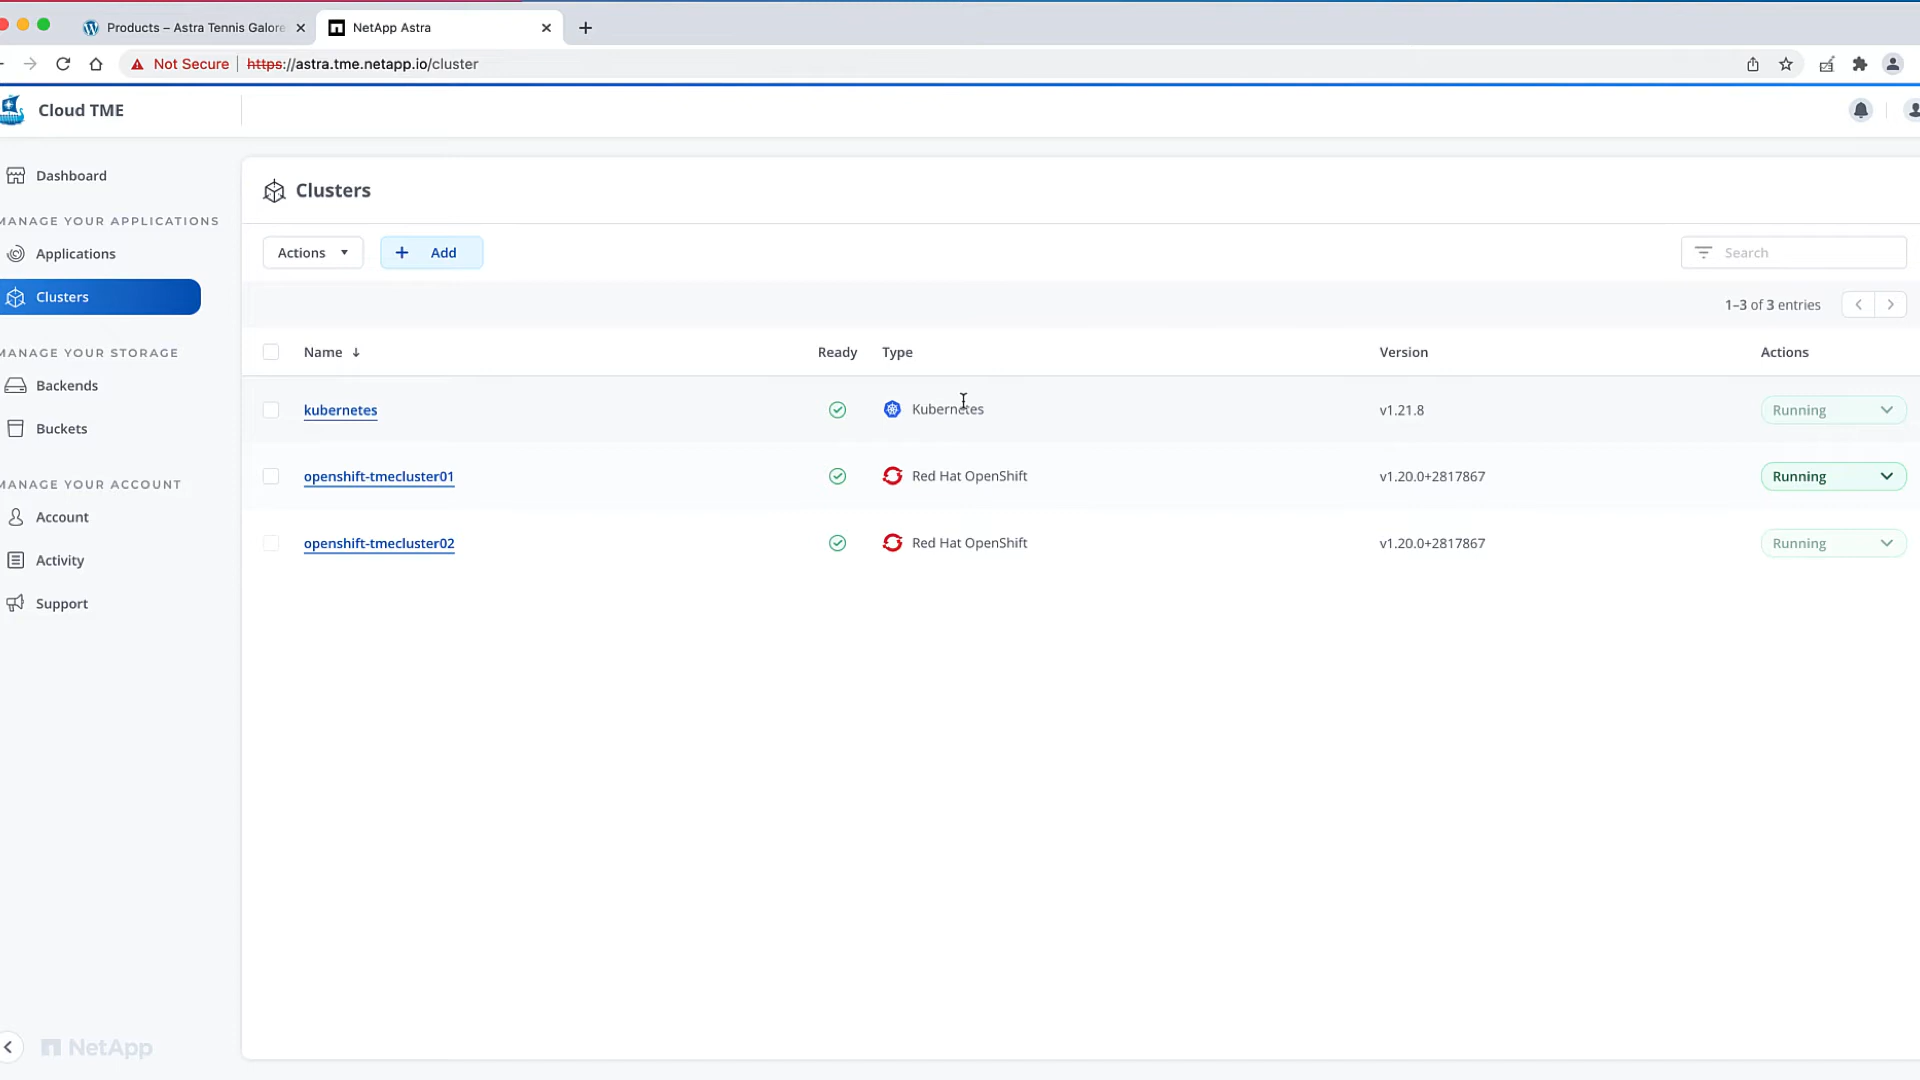 Products – Astra Tennis Galore
NetApp Astra
Not Secure
https://astra.tme.netapp.io/cluster
Cloud TME
Dashboard
MANAGE YOUR APPLICATIONS
Applications
Clusters
MANAGE YOUR STORAGE
Backends
Buckets
MANAGE YOUR ACCOUNT
Account
Activity
Support
NetApp
Clusters
Actions
+ Add
Search
1–3 of 3 entries
Name ↓ Ready Type Version Actions
kubernetes Kubernetes v1.21.8 Running
openshift-tmecluster01 Red Hat OpenShift v1.20.0+2817867 Running
openshift-tmecluster02 Red Hat OpenShift v1.20.0+2817867 Running